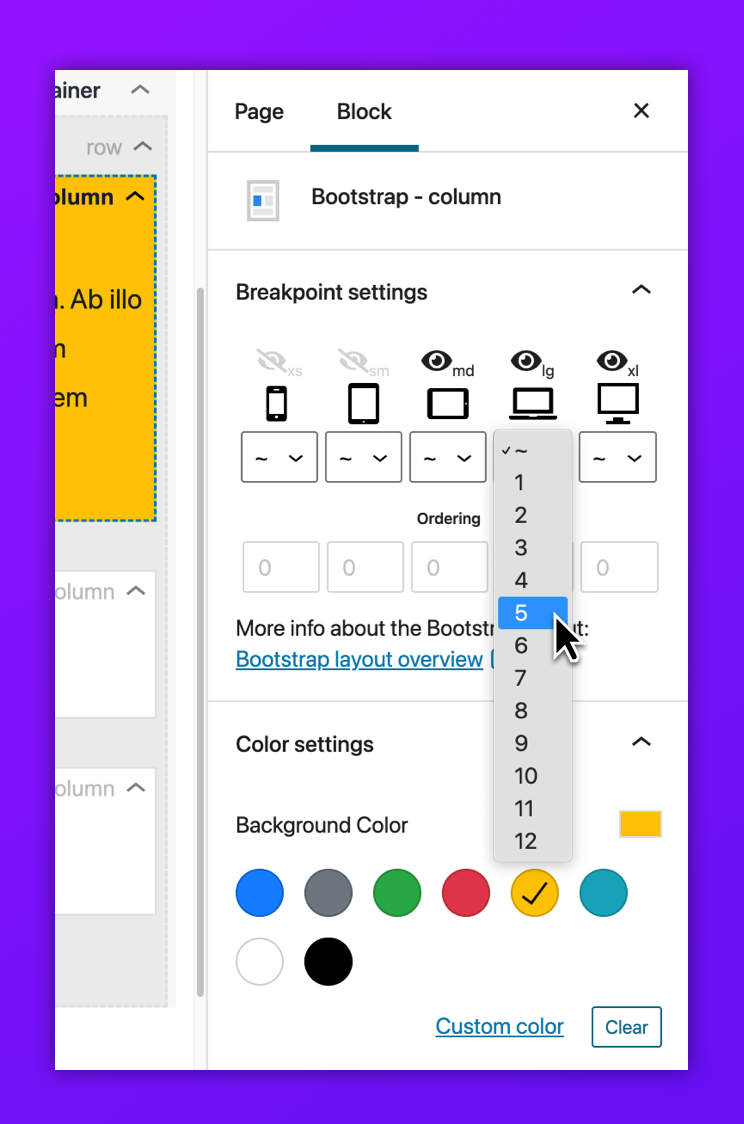 ainer
row
olumn
. Ab illo
em
olumn
olumn
Page Block
Bootstrap - column
Breakpoint settings
xs sm md lg xl
~ ~ ~ ~
✓~
1
2
3
4
5
6
7
8
9
10
11
12
Ordering
0 0 0 0
More info about the Bootstr t:
Bootstrap layout overview
Color settings
Background Color
Custom color Clear